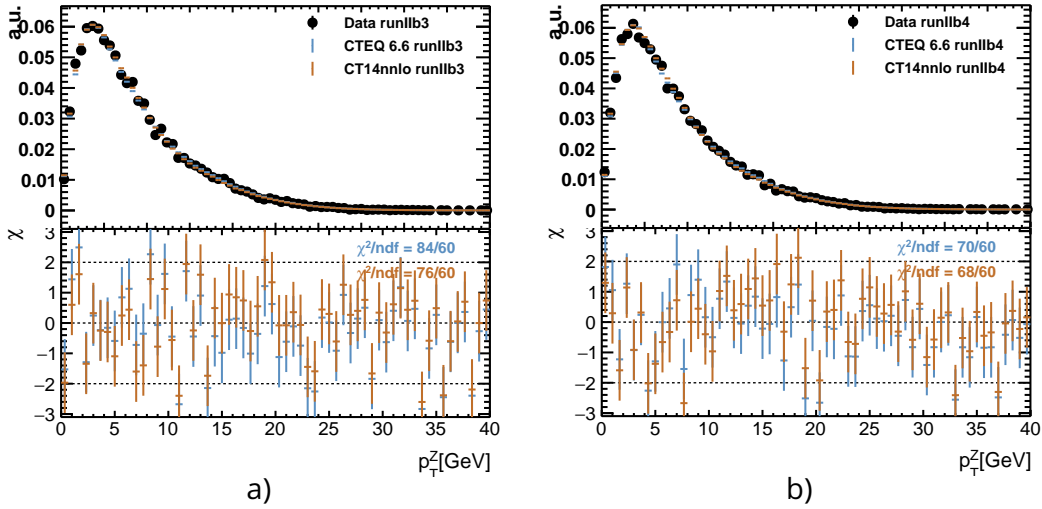 a.u.
0.06
0.05
0.04
0.03
0.02
0.01
0
Data runIIb3
CTEQ 6.6 runIIb3
CT14nnlo runIIb3
χ
3
2
1
0
−1
−2
−3
χ²/ndf = 84/60
χ²/ndf = 76/60
0 5 10 15 20 25 30 35 40
p_T^Z[GeV]
a)
a.u.
0.06
0.05
0.04
0.03
0.02
0.01
0
Data runIIb4
CTEQ 6.6 runIIb4
CT14nnlo runIIb4
χ
3
2
1
0
−1
−2
−3
χ²/ndf = 70/60
χ²/ndf = 68/60
0 5 10 15 20 25 30 35 40
p_T^Z[GeV]
b)